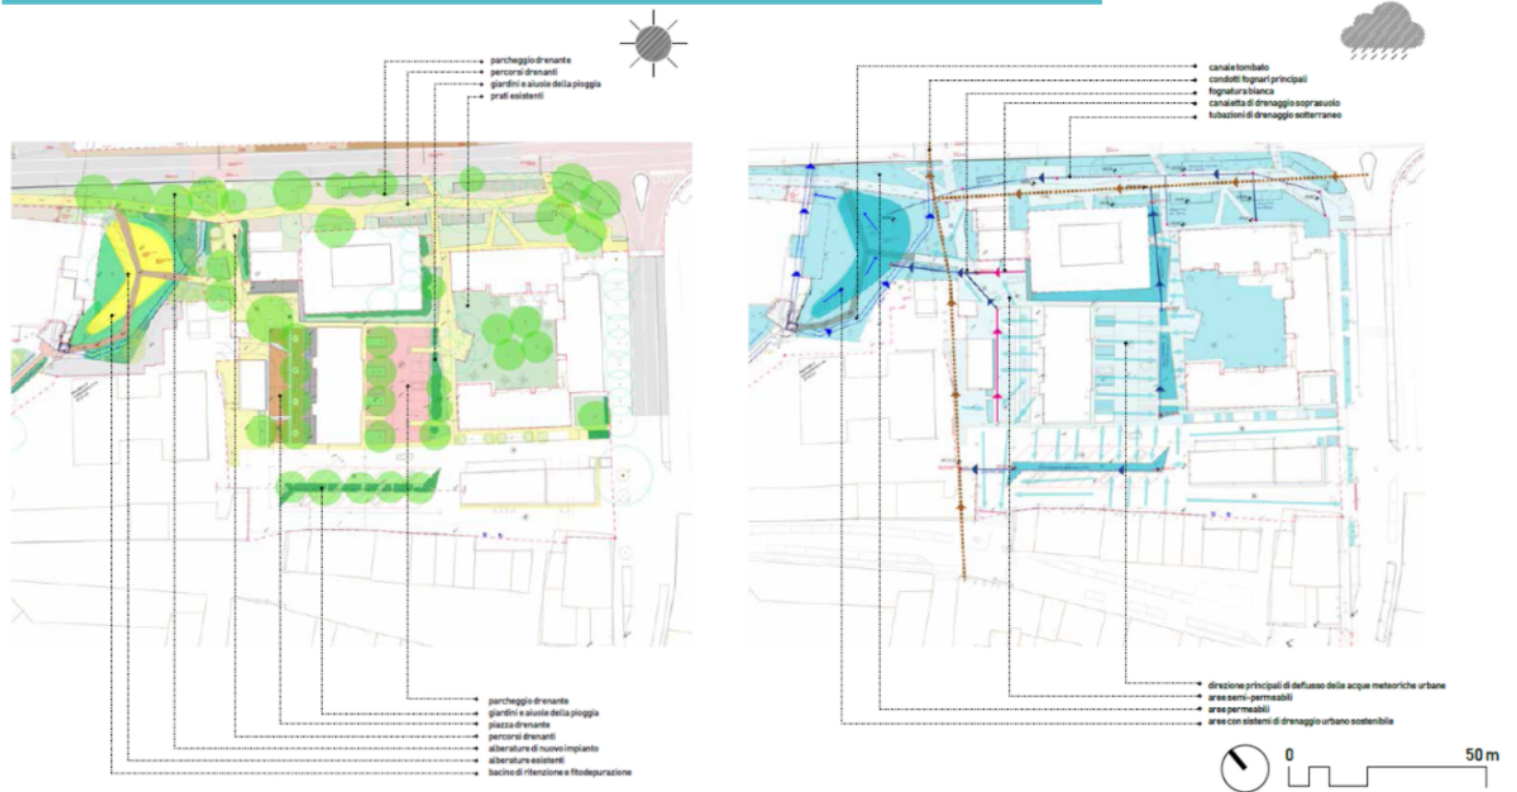 parcheggio drenante
percorsi drenanti
giardini e aiuole della pioggia
prati esistenti
canale tombato
condotti fognari principali
fognatura bianca
canaletta di drenaggio soprasuolo
tubazioni di drenaggio sotterraneo
parcheggio drenante
giardini e aiuole della pioggia
piazza drenante
percorsi drenanti
alberature di nuovo impianto
alberature esistenti
bacino di ritenzione e fitodepurazione
direzione principali di deflusso delle acque meteoriche urbane
aree semi-permeabili
aree permeabili
aree con sistemi di drenaggio urbano sostenibile
0 50 m